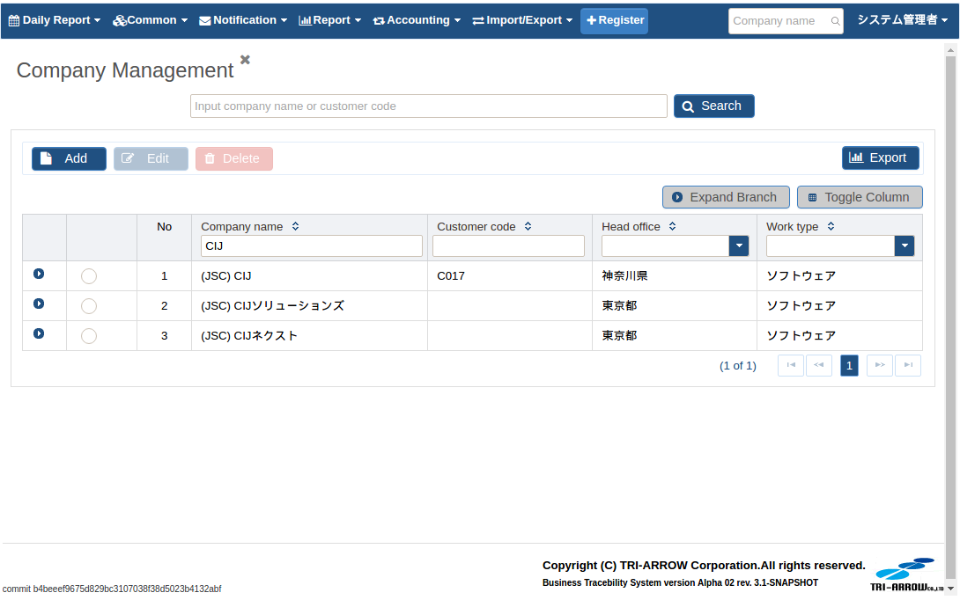 Daily Report Common Notification Report Accounting Import/Export Register Company name システム管理者
Company Management
Input company name or customer code Search
Add Edit Delete Export
Expand Branch Toggle Column
No Company name Customer code Head office Work type
CIJ
1 (JSC) CIJ C017 神奈川県 ソフトウェア
2 (JSC) CIJソリューションズ 東京都 ソフトウェア
3 (JSC) CIJネクスト 東京都 ソフトウェア
(1 of 1) 1
Copyright (C) TRI-ARROW Corporation.All rights reserved.
Business Tracebility System version Alpha 02 rev. 3.1-SNAPSHOT
TRI-ARROW
commit b4beeef9675d829bc3107038f38d5023b4132abf